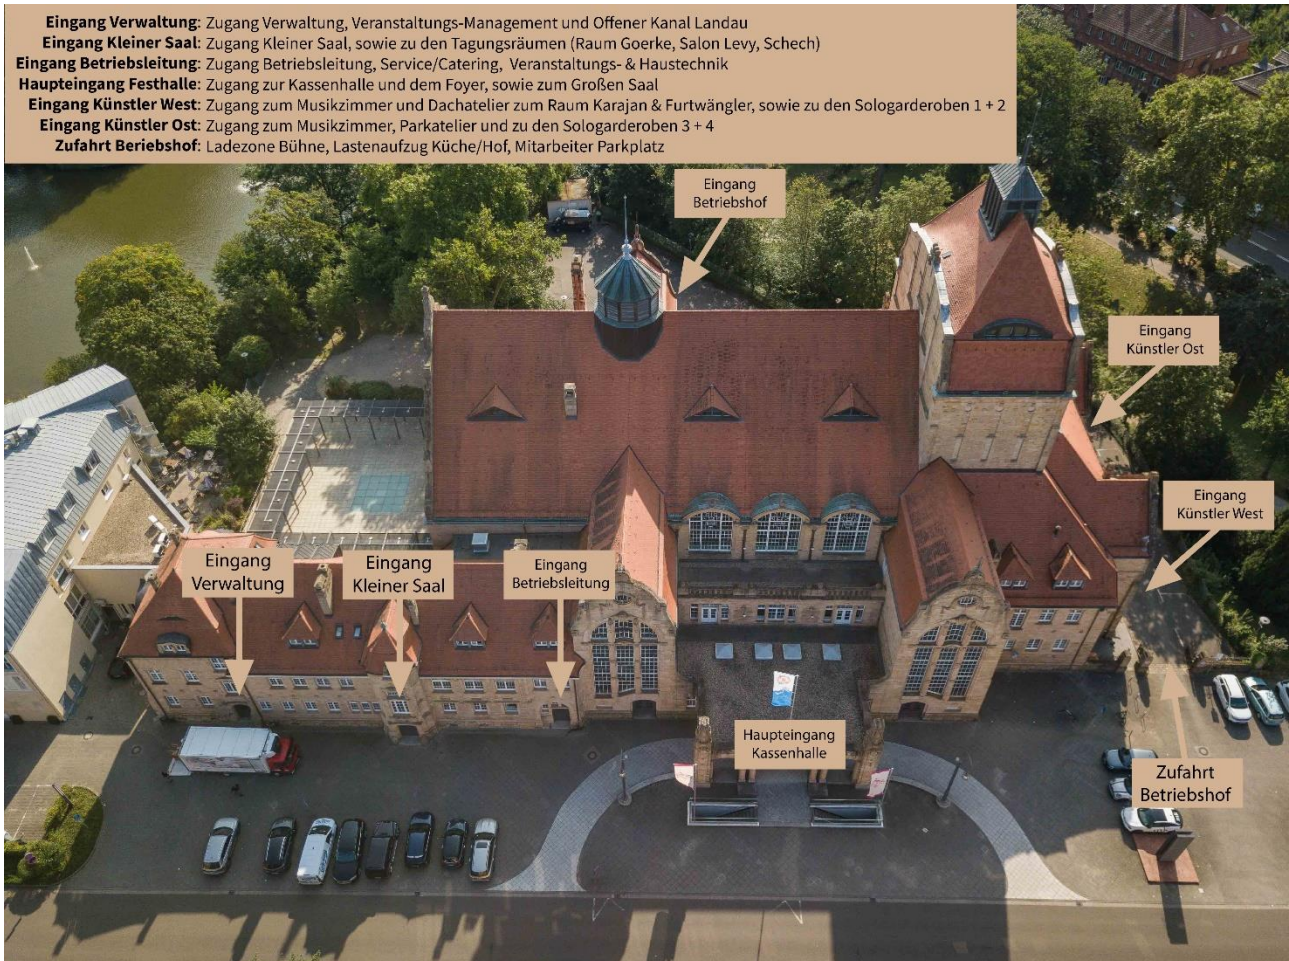 Eingang Verwaltung: Zugang Verwaltung, Veranstaltungs-Management und Offener Kanal Landau
Eingang Kleiner Saal: Zugang Kleiner Saal, sowie zu den Tagungsräumen (Raum Goerke, Salon Levy, Schech)
Eingang Betriebsleitung: Zugang Betriebsleitung, Service/Catering, Veranstaltungs- & Haustechnik
Haupteingang Festhalle: Zugang zur Kassenhalle und dem Foyer, sowie zum Großen Saal
Eingang Künstler West: Zugang zum Musikzimmer und Dachatelier zum Raum Karajan & Furtwängler, sowie zu den Sologarderoben 1 + 2
Eingang Künstler Ost: Zugang zum Musikzimmer, Parkatelier und zu den Sologarderoben 3 + 4
Zufahrt Beriebshof: Ladezone Bühne, Lastenaufzug Küche/Hof, Mitarbeiter Parkplatz
Eingang
Betriebshof
Eingang
Künstler Ost
Eingang
Künstler West
Eingang
Verwaltung
Eingang
Kleiner Saal
Eingang
Betriebsleitung
Haupteingang
Kassenhalle
Zufahrt
Betriebshof